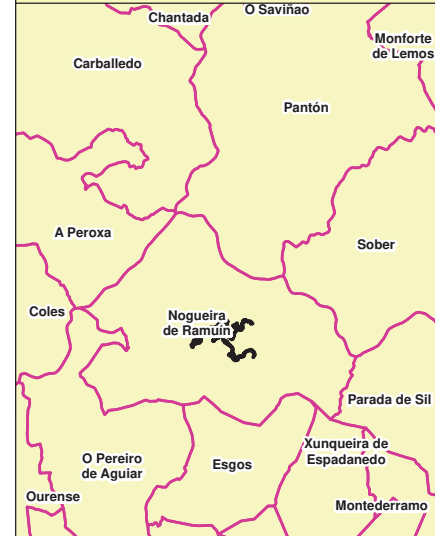 Chantada
O Saviñao
Monforte
de Lemos
Carballedo
Pantón
A Peroxa
Sober
Coles
Nogueira
de Ramuín
Parada de Sil
Xunqueira de
Espadanedo
O Pereiro
de Aguiar
Esgos
Ourense
Montederramo